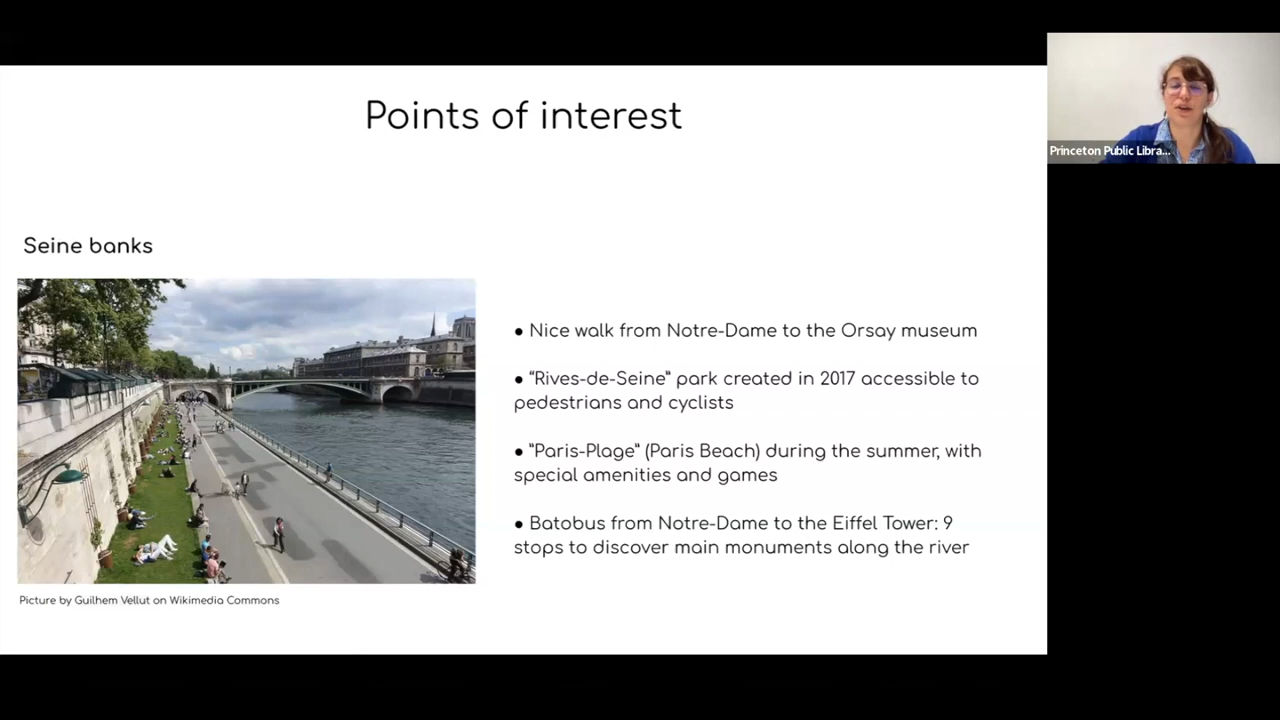 Points of interest
Princeton Public Libra...
Seine banks
● Nice walk from Notre-Dame to the Orsay museum
● “Rives-de-Seine” park created in 2017 accessible to
pedestrians and cyclists
● ”Paris-Plage” (Paris Beach) during the summer, with
special amenities and games
● Batobus from Notre-Dame to the Eiffel Tower: 9
stops to discover main monuments along the river
Picture by Guilhem Vellut on Wikimedia Commons